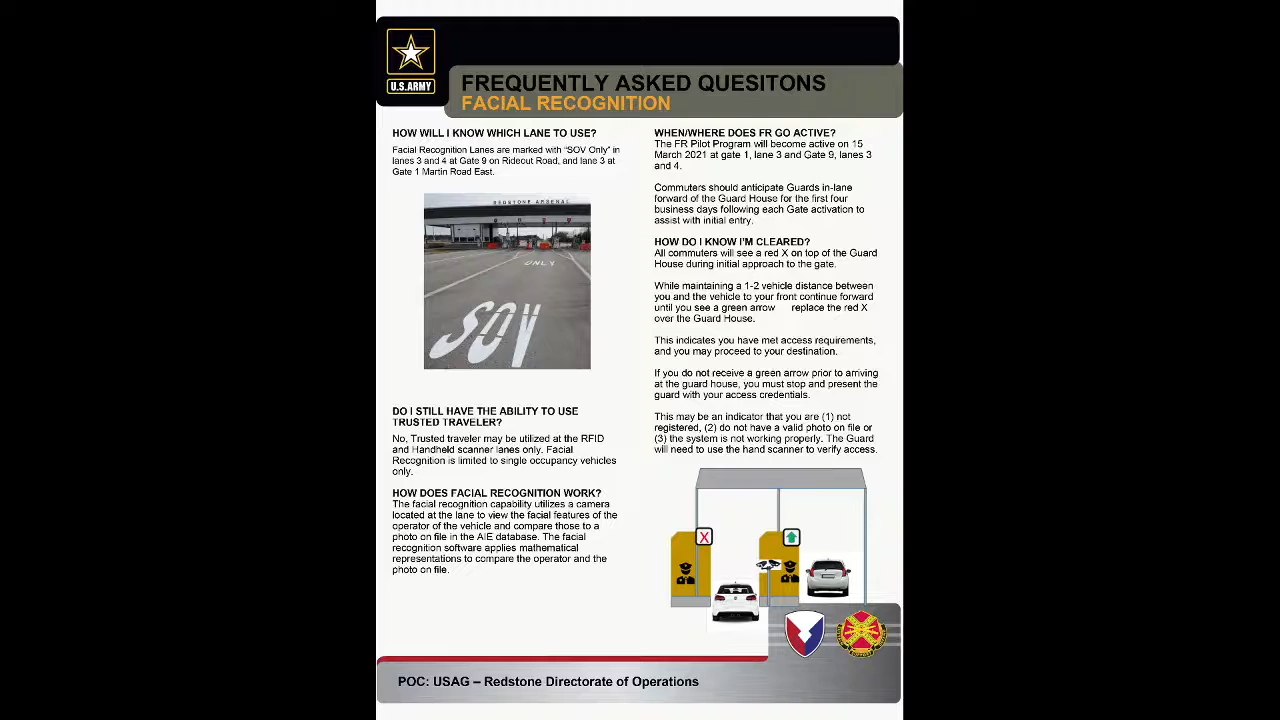 U.S.ARMY
FREQUENTLY ASKED QUESITONS
FACIAL RECOGNITION
HOW WILL I KNOW WHICH LANE TO USE?
Facial Recognition Lanes are marked with “SOV Only” in
lanes 3 and 4 at Gate 9 on Rideout Road, and lane 3 at
Gate 1 Martin Road East.
REDSTONE ARSENAL
ONLY
SOV
DO I STILL HAVE THE ABILITY TO USE
TRUSTED TRAVELER?
No, Trusted traveler may be utilized at the RFID
and Handheld scanner lanes only. Facial
Recognition is limited to single occupancy vehicles
only.
HOW DOES FACIAL RECOGNITION WORK?
The facial recognition capability utilizes a camera
located at the lane to view the facial features of the
operator of the vehicle and compare those to a
photo on file in the AIE database. The facial
recognition software applies mathematical
representations to compare the operator and the
photo on file.
WHEN/WHERE DOES FR GO ACTIVE?
The FR Pilot Program will become active on 15
March 2021 at gate 1, lane 3 and Gate 9, lanes 3
and 4.
Commuters should anticipate Guards in-lane
forward of the Guard House for the first four
business days following each Gate activation to
assist with initial entry.
HOW DO I KNOW I’M CLEARED?
All commuters will see a red X on top of the Guard
House during initial approach to the gate.
While maintaining a 1-2 vehicle distance between
you and the vehicle to your front continue forward
until you see a green arrow replace the red X
over the Guard House.
This indicates you have met access requirements,
and you may proceed to your destination.
If you do not receive a green arrow prior to arriving
at the guard house, you must stop and present the
guard with your access credentials.
This may be an indicator that you are (1) not
registered, (2) do not have a valid photo on file or
(3) the system is not working properly. The Guard
will need to use the hand scanner to verify access.
X
POC: USAG – Redstone Directorate of Operations